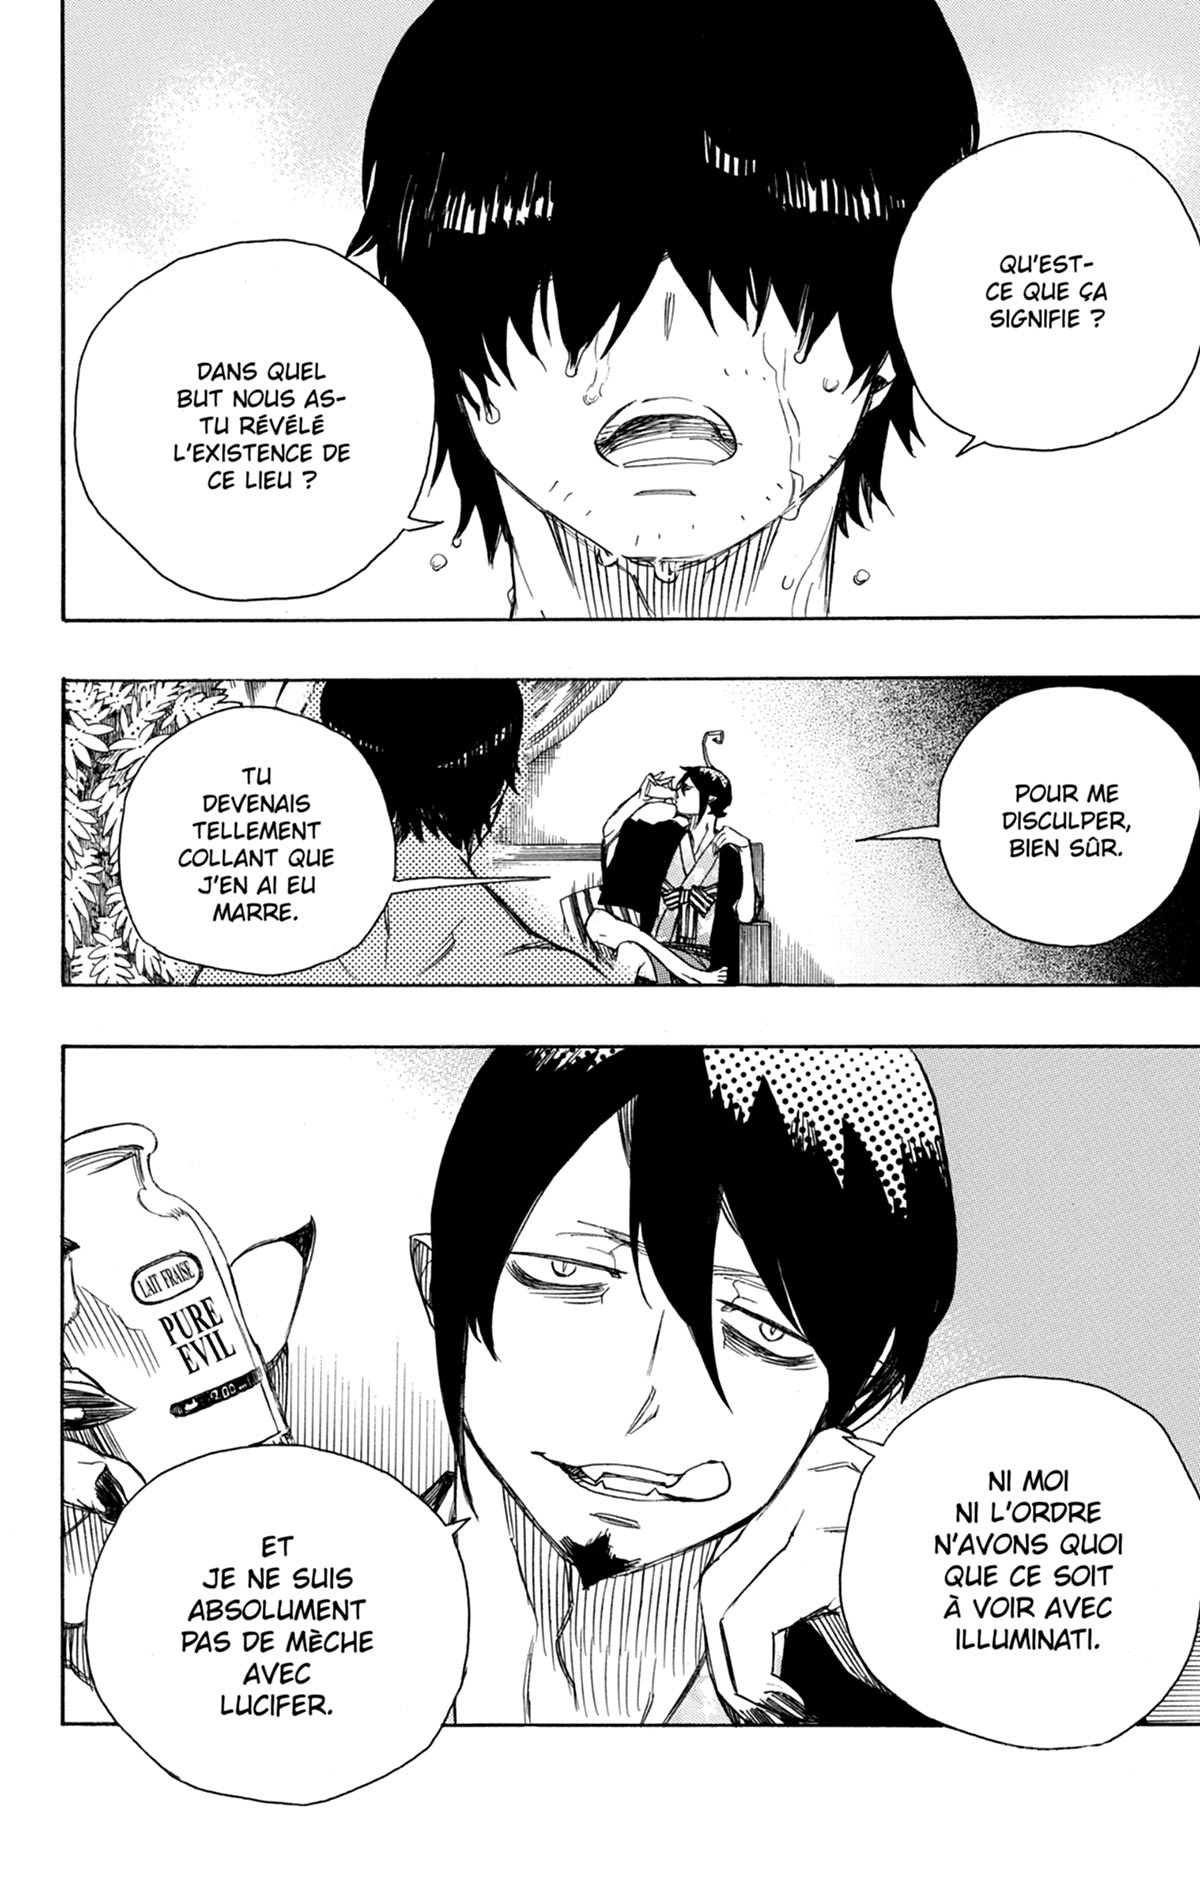 QU'EST-
CE QUE ÇA
SIGNIFIE ?
DANS QUEL
BUT NOUS AS-
TU RÉVÉLÉ
L'EXISTENCE DE
CE LIEU ?
POUR ME
DISCULPER,
BIEN SÛR.
TU
DEVENAIS
TELLEMENT
COLLANT QUE
J'EN AI EU
MARRE.
LAIT FRAISE
PURE
EVIL
200
NI MOI
NI L'ORDRE
N'AVONS QUOI
QUE CE SOIT
À VOIR AVEC
ILLUMINATI.
ET
JE NE SUIS
ABSOLUMENT
PAS DE MÈCHE
AVEC
LUCIFER.